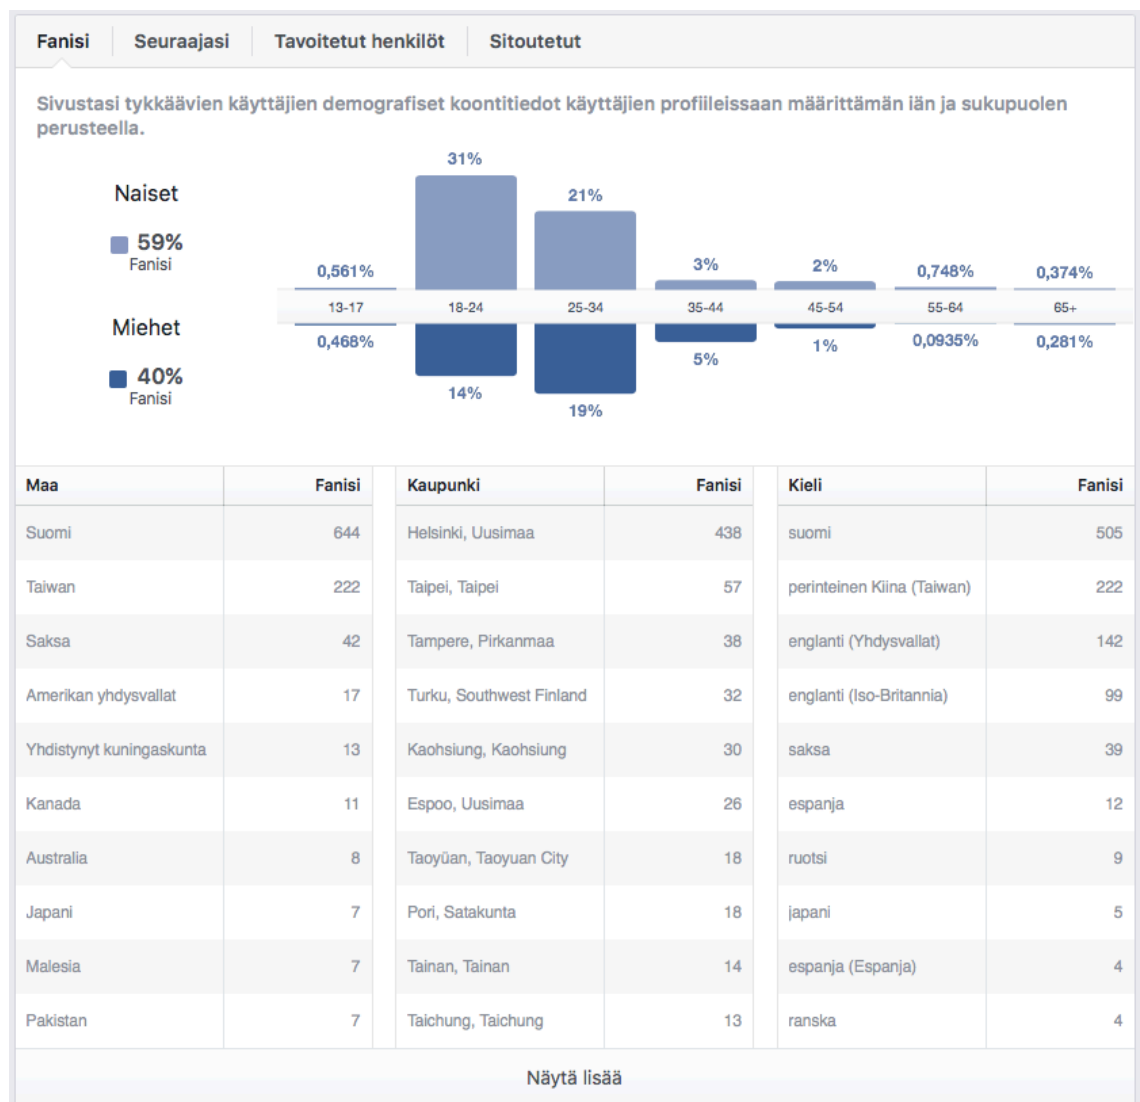 Fanisi Seuraajasi Tavoitetut henkilöt Sitoutetut
Sivustasi tykkäävien käyttäjien demografiset koontitiedot käyttäjien profiileissaan määrittämän iän ja sukupuolen
perusteella.
Naiset
59%
Fanisi
Miehet
40%
Fanisi
0,561% 31% 21% 3% 2% 0,748% 0,374%
13-17 18-24 25-34 35-44 45-54 55-64 65+
0,468% 14% 19% 5% 1% 0,0935% 0,281%
Maa Fanisi Kaupunki Fanisi Kieli Fanisi
Suomi 644 Helsinki, Uusimaa 438 suomi 505
Taiwan 222 Taipei, Taipei 57 perinteinen Kiina (Taiwan) 222
Saksa 42 Tampere, Pirkanmaa 38 englanti (Yhdysvallat) 142
Amerikan yhdysvallat 17 Turku, Southwest Finland 32 englanti (Iso-Britannia) 99
Yhdistynyt kuningaskunta 13 Kaohsiung, Kaohsiung 30 saksa 39
Kanada 11 Espoo, Uusimaa 26 espanja 12
Australia 8 Taoyüan, Taoyuan City 18 ruotsi 9
Japani 7 Pori, Satakunta 18 japani 5
Malesia 7 Tainan, Tainan 14 espanja (Espanja) 4
Pakistan 7 Taichung, Taichung 13 ranska 4
Näytä lisää